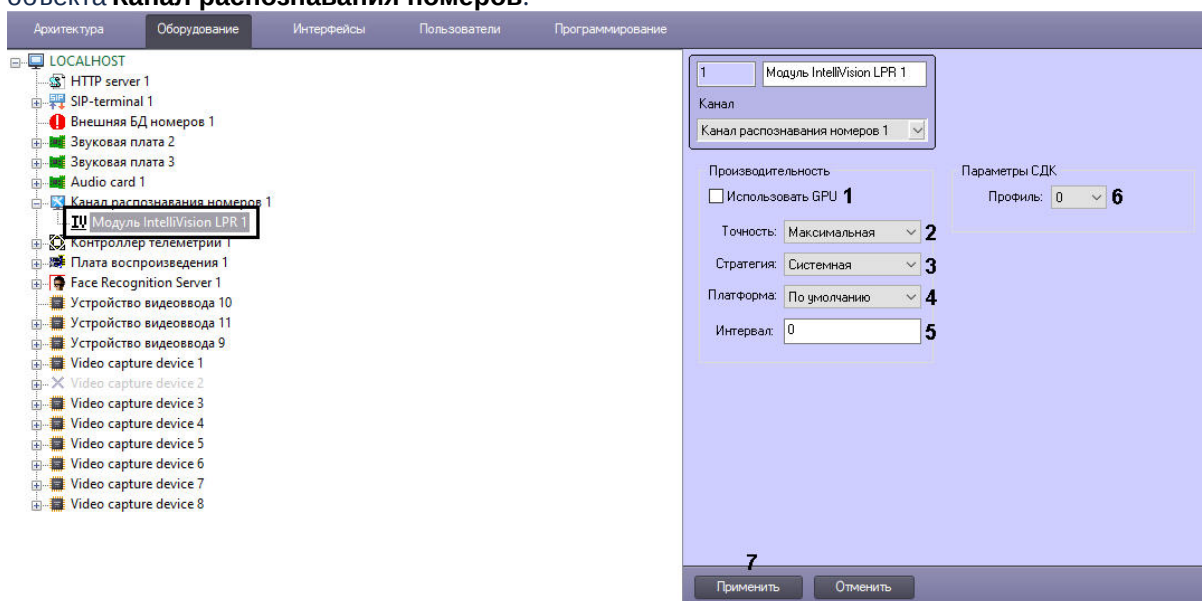 объекта Канал распознавания номеров.
Архитектура Оборудование Интерфейсы Пользователи Программирование
LOCALHOST
HTTP server 1
SIP-terminal 1
Внешняя БД номеров 1
Звуковая плата 2
Звуковая плата 3
Audio card 1
Канал распознавания номеров 1
IV Модуль IntelliVision LPR 1
Контроллер телеметрии 1
Плата воспроизведения 1
Face Recognition Server 1
Устройство видеоввода 10
Устройство видеоввода 11
Устройство видеоввода 9
Video capture device 1
Video capture device 2
Video capture device 3
Video capture device 4
Video capture device 5
Video capture device 6
Video capture device 7
Video capture device 8
1 Модуль IntelliVision LPR 1
Канал
Канал распознавания номеров 1
Производительность
Использовать GPU 1
Точность: Максимальная 2
Стратегия: Системная 3
Платформа: По умолчанию 4
Интервал: 0 5
Параметры СДК
Профиль: 0 6
7
Применить Отменить